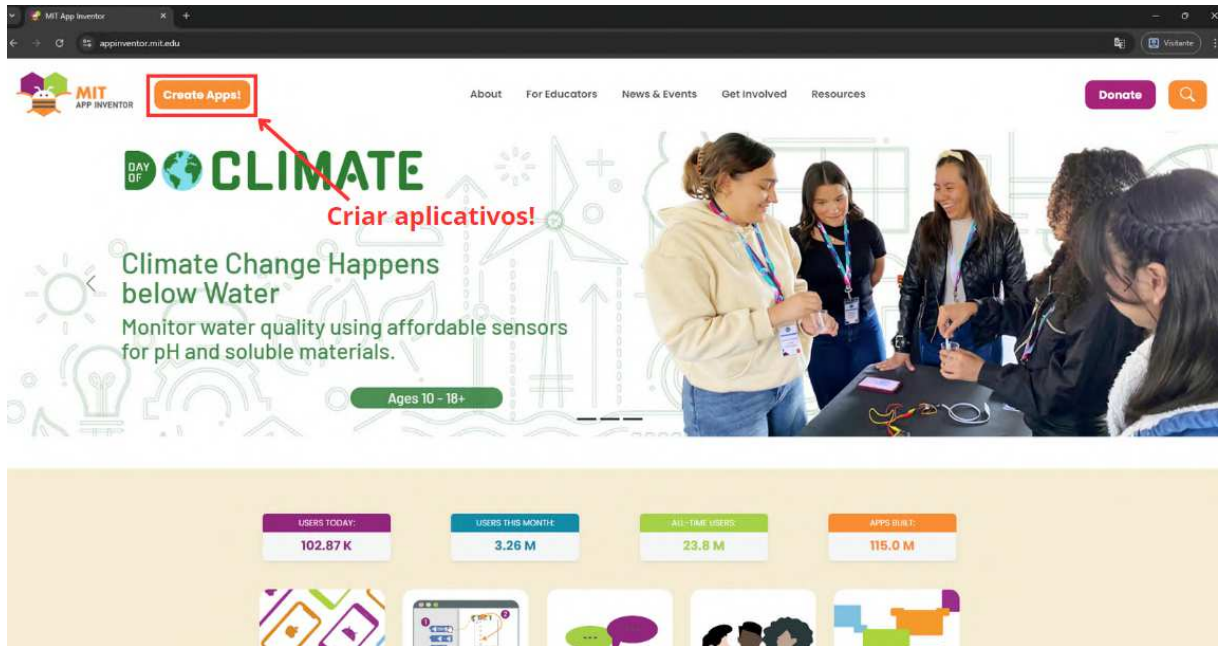 MIT App Inventor
appinventor.mit.edu
Visitante
MIT
APP INVENTOR
Create Apps!
About For Educators News & Events Get Involved Resources
Donate
DAY OF CLIMATE
Criar aplicativos!
Climate Change Happens
below Water
Monitor water quality using affordable sensors
for pH and soluble materials.
Ages 10 - 18+
USERS TODAY: USERS THIS MONTH: ALL-TIME USERS: APPS BUILT:
102.87 K 3.26 M 23.8 M 115.0 M
1 2